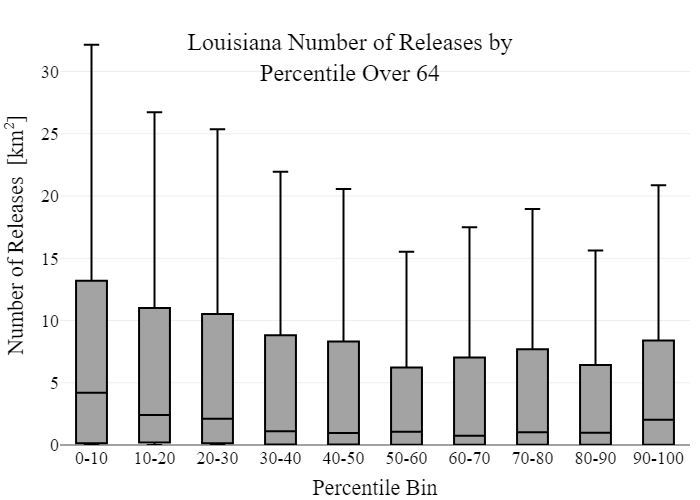 Louisiana Number of Releases by
Percentile Over 64
Number of Releases [km²]
30
25
20
15
10
5
0
0-10 10-20 20-30 30-40 40-50 50-60 60-70 70-80 80-90 90-100
Percentile Bin